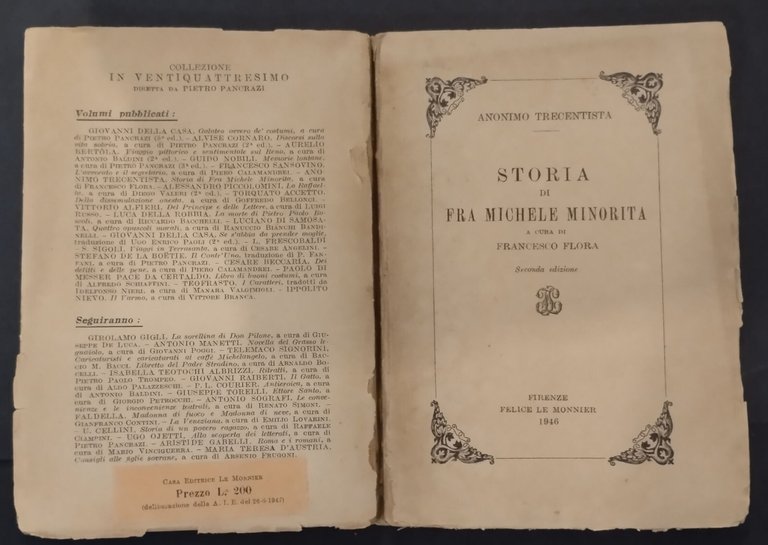 COLLEZIONE
IN VENTIQUATTRESIMO
DIRETTA DA PIETRO PANCRAZI
Volumi pubblicati:
GIOVANNI DELLA CASA. Galateo ovvero de' costumi, a cura
di PIETRO PANCRAZI (3ª ed.). - ALVISE CORNARO. Discorsi sulla
vita sobria, a cura di PIETRO PANCRAZI (2ª ed.). - AURELIO
BERTÒLA. Viaggio pittorico e sentimentale sul Reno, a cura di
ANTONIO BALDINI (2ª ed.). - GUIDO NOBILI. Memorie lontane,
a cura di PIETRO PANCRAZI (3ª ed.). - FRANCESCO SANSOVINO.
L'avvocato e il segretario, a cura di PIERO CALAMANDREI. - ANO-
NIMO TRECENTISTA. Storia di Fra Michele Minorita, a cura
di FRANCESCO FLORA. - ALESSANDRO PICCOLOMINI. La Raffael-
la, a cura di DIEGO VALERI (2ª ed.). - TORQUATO ACCETTO.
Della dissimulazione onesta, a cura di GOFFREDO BELLONCI. -
VITTORIO ALFIERI. Del Principe e delle Lettere, a cura di LUIGI
RUSSO. - LUCA DELLA ROBBIA. La morte di Pietro Paolo Bo-
scoli, a cura di RICCARDO BACCHELLI. - LUCIANO DI SAMOSA-
TA. Quattro opuscoli morali, a cura di RANUCCIO BIANCHI BANDI-
NELLI. - GIOVANNI DELLA CASA. Se s'abbia da prender moglie,
traduzione di UGO ENRICO PAOLI (2ª ed.). - L. FRESCOBALDI
e S. SIGOLI. Viaggi in Terrasanta, a cura di CESARE ANGELINI. -
STEFANO DE LA BOËTIE. Il Contr'Uno, traduzione di P. FAN-
FANI, a cura di PIETRO PANCRAZI. - CESARE BECCARIA. Dei
delitti e delle pene, a cura di PIERO CALAMANDREI. - PAOLO DI
MESSER PACE DA CERTALDO. Libro di buoni costumi, a cura
di ALFREDO SCHIAFFINI. - TEOFRASTO. I Caratteri, tradotti da
IDELFONSO NIERI, a cura di MANARA VALGIMIGLI. - IPPOLITO
NIEVO. Il Varmo, a cura di VITTORE BRANCA.
Seguiranno:
GIROLAMO GIGLI. La sorellina di Don Pilone, a cura di GIU-
SEPPE DE LUCA. - ANTONIO MANETTI. Novella del Grasso le-
gnaiolo, a cura di GIOVANNI POGGI. - TELEMACO SIGNORINI.
Caricaturisti e caricaturati al caffè Michelangelo, a cura di BAC-
CIO M. BACCI. Libretto del Padre Strodino, a cura di ARNALDO BO-
CELLI. - ISABELLA TEOTOCHI ALBRIZZI. Ritratti, a cura di
PIETRO PAOLO TROMPEO. - GIOVANNI RAIBERTI. Il Gatto, a
cura di ALDO PALAZZESCHI. - P. L. COURIER. Antieroica, a cura
di ANTONIO BALDINI. - GIUSEPPE TORELLI. Ettore Santo, a
cura di GIORGIO PETROCCHI. - ANTONIO SOGRAFI. Le conve-
nienze e le inconvenienze teatrali, a cura di RENATO SIMONI.
FALDELLA. Madonna di fuoco e Madonna di neve, a cura di
GIANFRANCO CONTINI. - La Veneziana, a cura di EMILIO LOVARINI.
U. CELLINI. Storia di un povero ragazzo, a cura di RAFFAELE
CIAMPINI. - UGO OJETTI. Alla scoperta dei letterati, a cura di
PIETRO PANCRAZI. - ARISTIDE GABELLI. Roma e i romani, a
cura di MARIO VINCIGUERRA. - MARIA TERESA D'AUSTRIA.
Consigli alle figlie sovrane, a cura di ARSENIO FRUGONI.
CASA EDITRICE LE MONNIER
Prezzo L. 200
(deliberazione della A. I. E. del 26-6-1947)
ANONIMO TRECENTISTA
STORIA
DI
FRA MICHELE MINORITA
A CURA DI
FRANCESCO FLORA
Seconda edizione
FIRENZE
FELICE LE MONNIER
1946